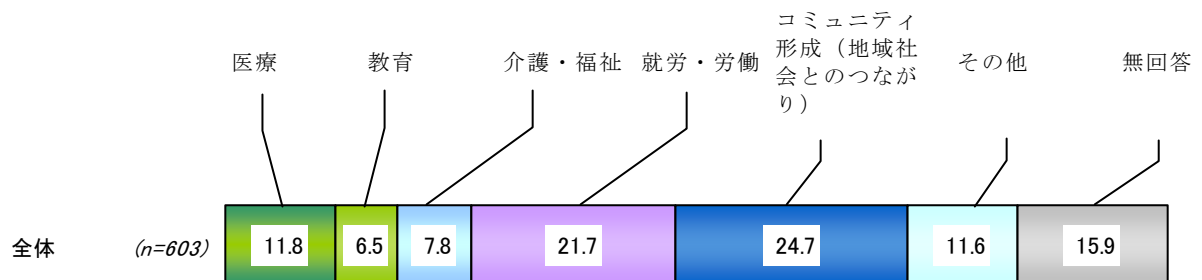 コミュニティ
形成（地域社
会とのつなが
り）
医療
教育
介護・福祉
就労・労働
その他
無回答
全体
(n=603)
11.8
6.5
7.8
21.7
24.7
11.6
15.9